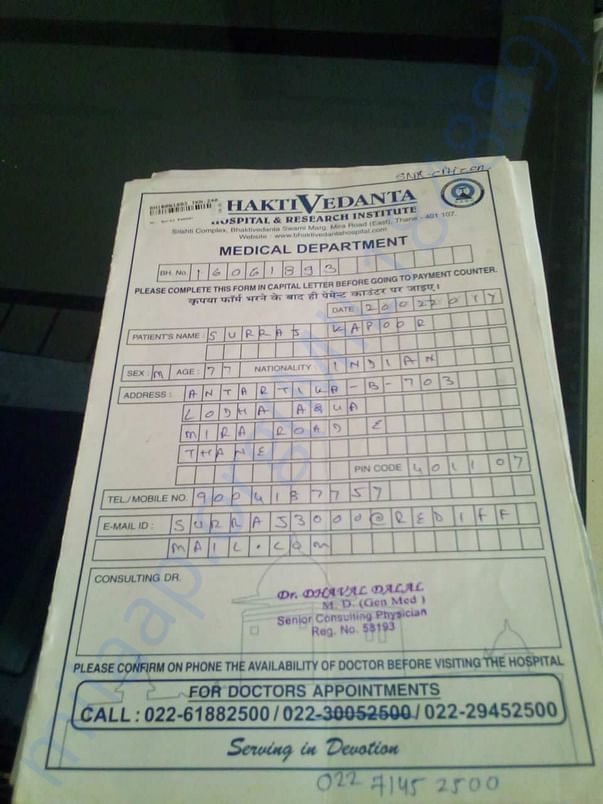 SNR-citizen
BHAKTIVEDANTA
HOSPITAL & RESEARCH INSTITUTE
Srishti Complex, Bhaktivedanta Swami Marg, Mira Road (East), Thane - 401 107.
Website : www.bhaktivedantahospital.com
MEDICAL DEPARTMENT
BH. No. 16061893
PLEASE COMPLETE THIS FORM IN CAPITAL LETTER BEFORE GOING TO PAYMENT COUNTER.
कृपया फॉर्म भरने के बाद ही पेमेन्ट काउंटर पर जाइए।
DATE 20022017
PATIENT'S NAME : SURRAJ KAPOOR
SEX : M AGE : 77 NATIONALITY : INDIAN
ADDRESS : ANTARTIKA-B-703
LODHA AQUA
MIRA ROAD E
THANE
PIN CODE 401107
TEL./MOBILE NO. 9004187757
E-MAIL ID : SURRAJ3000@REDIFF
MAIL.COM
CONSULTING DR.
Dr. DHAVAL DALAL
M. D. (Gen Med )
Senior Consulting Physician
Reg. No. 58193
PLEASE CONFIRM ON PHONE THE AVAILABILITY OF DOCTOR BEFORE VISITING THE HOSPITAL
FOR DOCTORS APPOINTMENTS
CALL : 022-61882500 / 022-30052500 / 022-29452500
Serving in Devotion
022 7145 2500